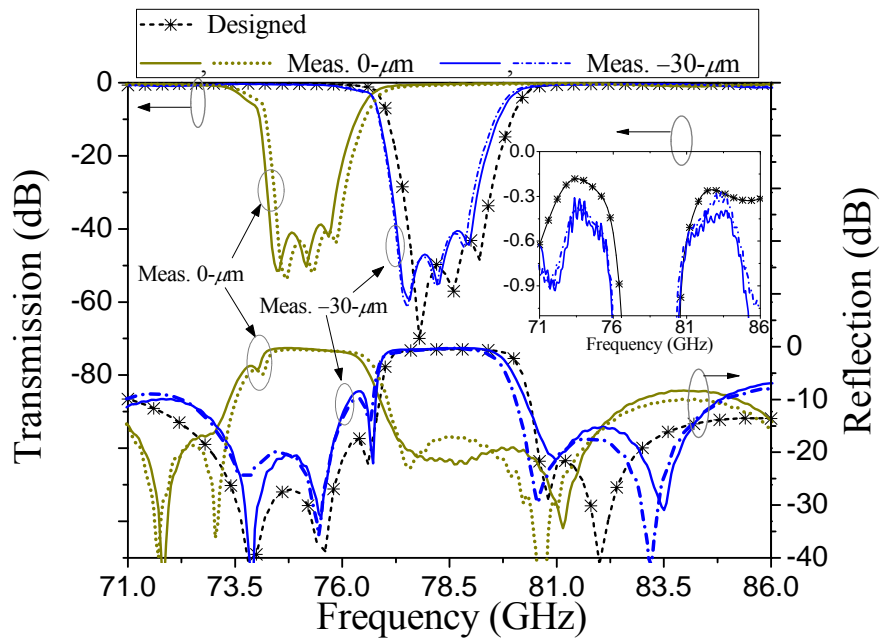 Designed
, Meas. 0-μm , Meas. –30-μm
Transmission (dB)
0
-20
-40
-60
-80
Meas. 0-μm
Meas. –30-μm
0.0
-0.3
-0.6
-0.9
71 76 81 86
Frequency (GHz)
0
-10
-20
-30
-40
Reflection (dB)
71.0 73.5 76.0 78.5 81.0 83.5 86.0
Frequency (GHz)